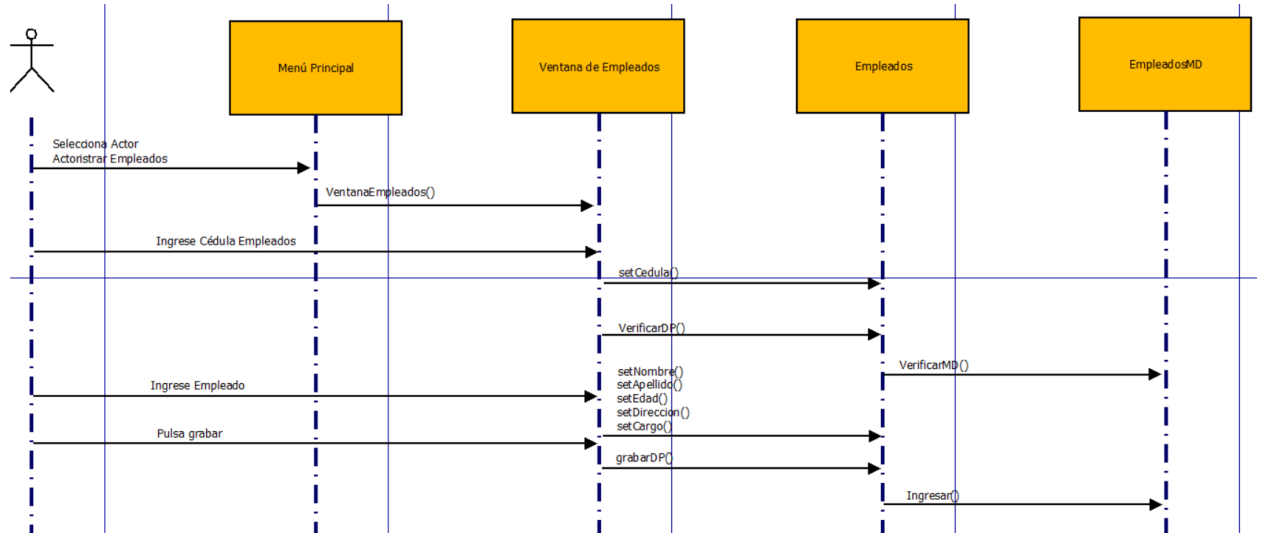 Menú Principal
Ventana de Empleados
Empleados
EmpleadosMD
Selecciona Actor
Actoristrar Empleados
VentanaEmpleados()
Ingrese Cédula Empleados
setCedula()
VerificarDP()
VerificarMD()
Ingrese Empleado
setNombre()
setApellido()
setEdad()
setDireccion()
setCargo()
Pulsa grabar
grabarDP()
Ingresar()